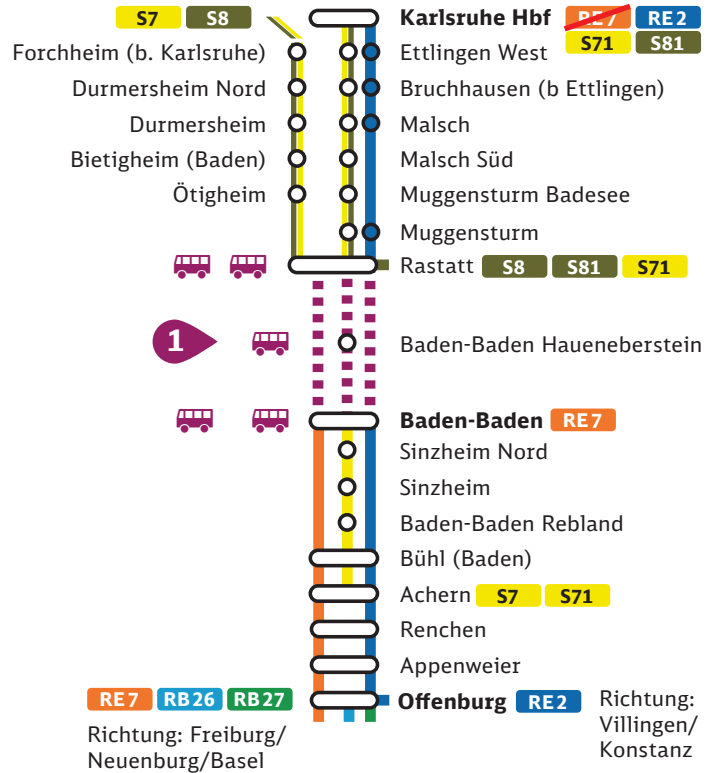 S7 S8
Karlsruhe Hbf RE7 RE2
S71 S81
Forchheim (b. Karlsruhe)
Ettlingen West
Durmersheim Nord
Bruchhausen (b Ettlingen)
Durmersheim
Malsch
Bietigheim (Baden)
Malsch Süd
Ötigheim
Muggensturm Badesee
Muggensturm
Rastatt S8 S81 S71
1
Baden-Baden Haueneberstein
Baden-Baden RE7
Sinzheim Nord
Sinzheim
Baden-Baden Rebland
Bühl (Baden)
Achern S7 S71
Renchen
Appenweier
RE7 RB26 RB27
Offenburg RE2
Richtung: Freiburg/
Neuenburg/Basel
Richtung:
Villingen/
Konstanz